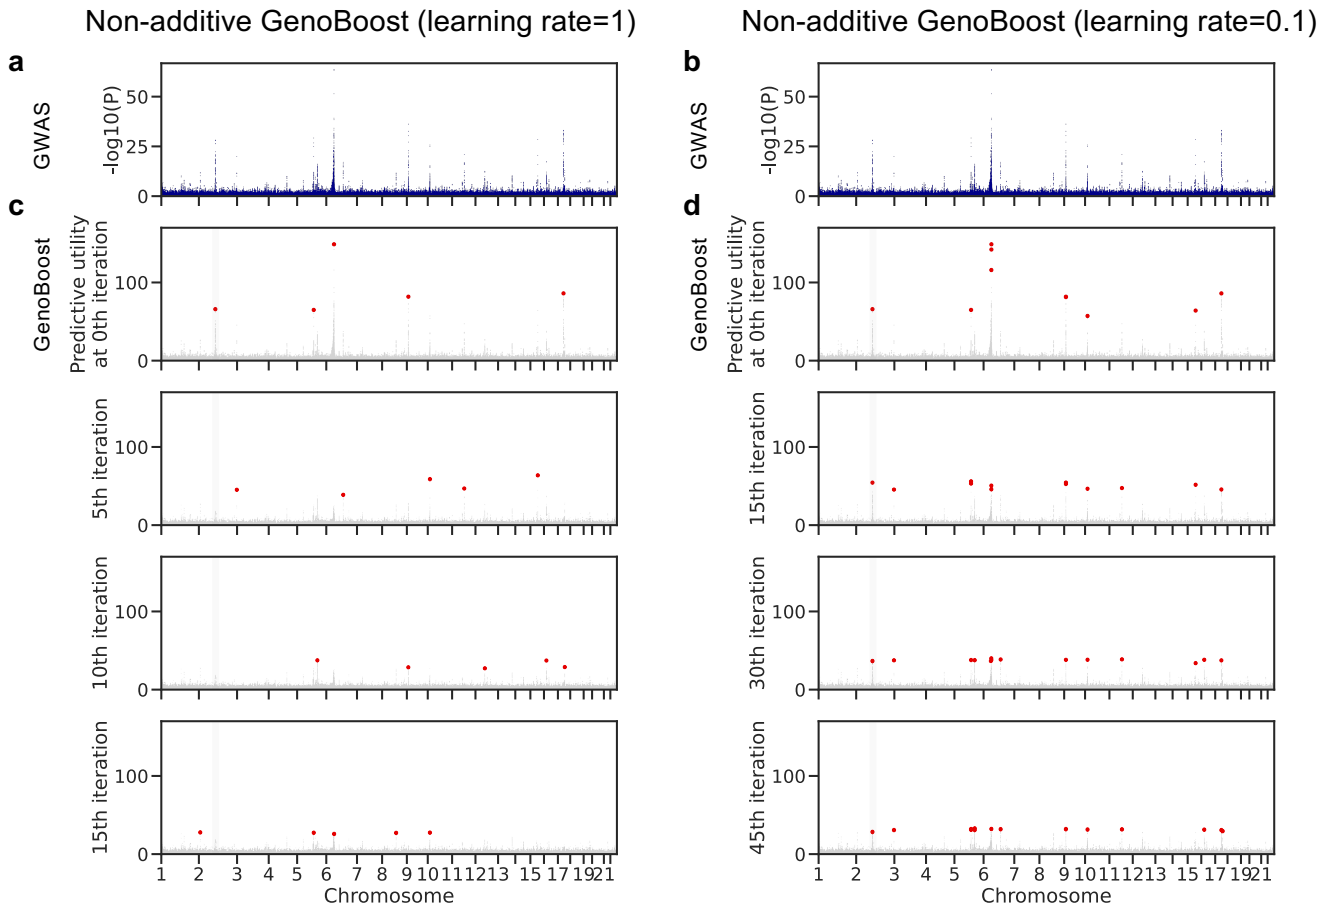 Non-additive GenoBoost (learning rate=1)
Non-additive GenoBoost (learning rate=0.1)
a
GWAS
-log10(P)
50
25
0
b
GWAS
-log10(P)
50
25
0
c
GenoBoost
Predictive utility
at 0th iteration
100
0
d
GenoBoost
Predictive utility
at 0th iteration
100
0
5th iteration
100
0
15th iteration
100
0
10th iteration
100
0
30th iteration
100
0
15th iteration
100
0
1 2 3 4 5 6 7 8 9 10 11 12 13 15 17 19 21
Chromosome
45th iteration
100
0
1 2 3 4 5 6 7 8 9 10 11 12 13 15 17 19 21
Chromosome